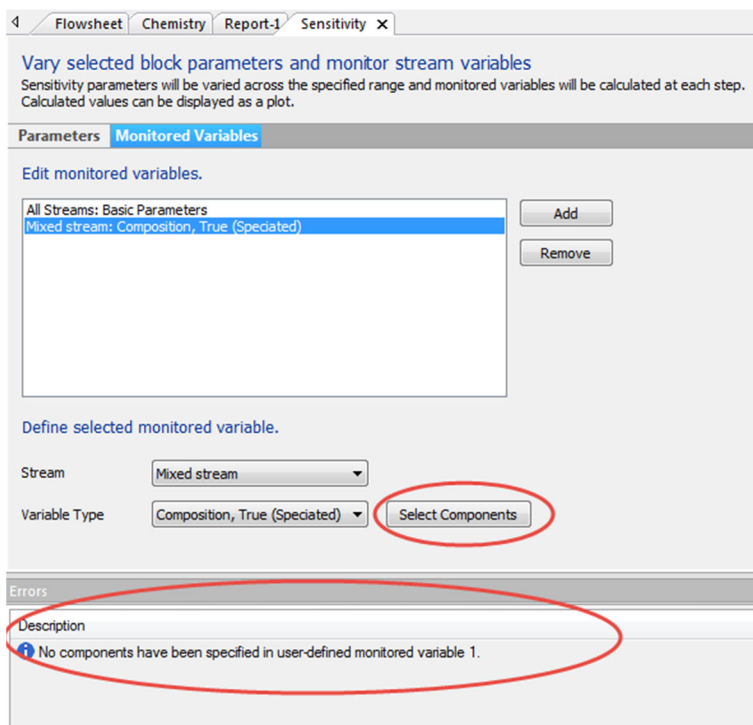 Flowsheet Chemistry Report-1 Sensitivity X
Vary selected block parameters and monitor stream variables
Sensitivity parameters will be varied across the specified range and monitored variables will be calculated at each step.
Calculated values can be displayed as a plot.
Parameters Monitored Variables
Edit monitored variables.
All Streams: Basic Parameters
Mixed stream: Composition, True (Speciated)
Add
Remove
Define selected monitored variable.
Stream Mixed stream
Variable Type Composition, True (Speciated) Select Components
Errors
Description
No components have been specified in user-defined monitored variable 1.